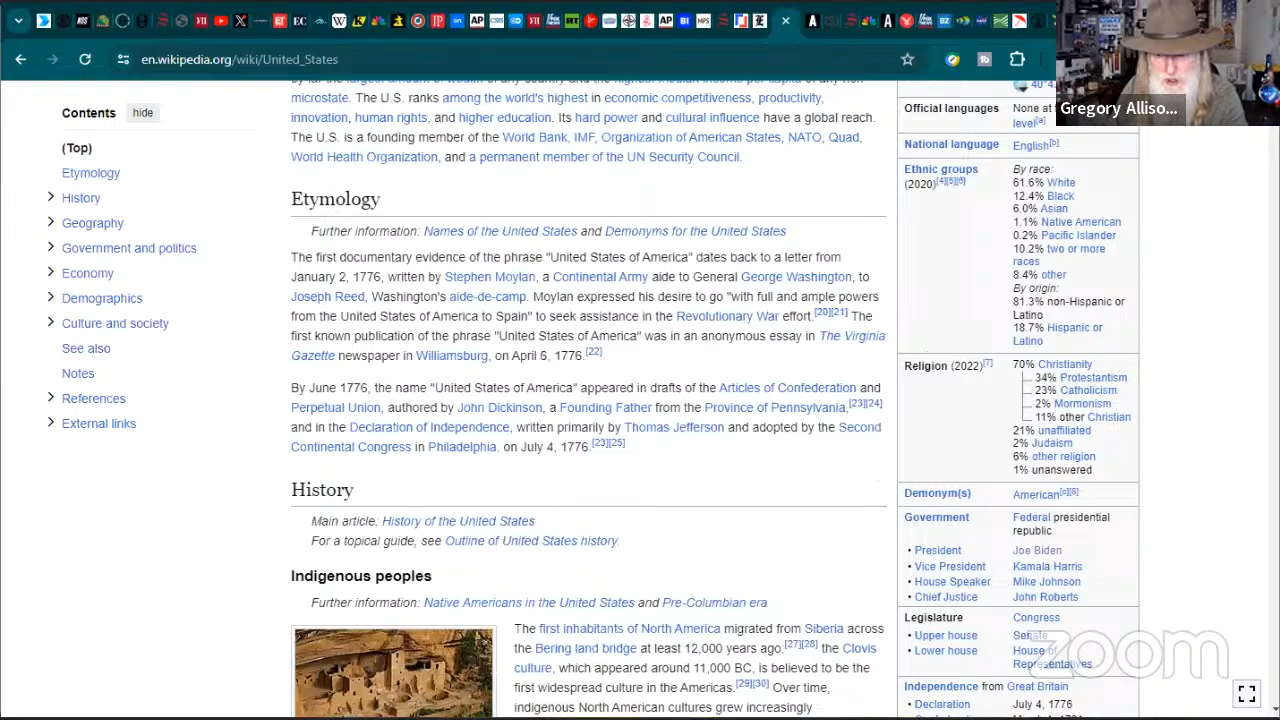 en.wikipedia.org/wiki/United_States
Gregory Alliso...
Contents
hide
(Top)
Etymology
History
Geography
Government and politics
Economy
Demographics
Culture and society
See also
Notes
References
External links
microstate. The U.S. ranks among the world's highest in economic competitiveness, productivity,
innovation, human rights, and higher education. Its hard power and cultural influence have a global reach.
The U.S. is a founding member of the World Bank, IMF, Organization of American States, NATO, Quad,
World Health Organization, and a permanent member of the UN Security Council.
Etymology
Further information: Names of the United States and Demonyms for the United States
The first documentary evidence of the phrase "United States of America" dates back to a letter from
January 2, 1776, written by Stephen Moylan, a Continental Army aide to General George Washington, to
Joseph Reed, Washington's aide-de-camp. Moylan expressed his desire to go "with full and ample powers
from the United States of America to Spain" to seek assistance in the Revolutionary War effort.[20][21] The
first known publication of the phrase "United States of America" was in an anonymous essay in The Virginia
Gazette newspaper in Williamsburg, on April 6, 1776.[22]
By June 1776, the name "United States of America" appeared in drafts of the Articles of Confederation and
Perpetual Union, authored by John Dickinson, a Founding Father from the Province of Pennsylvania,[23][24]
and in the Declaration of Independence, written primarily by Thomas Jefferson and adopted by the Second
Continental Congress in Philadelphia, on July 4, 1776.[23][25]
History
Main article: History of the United States
For a topical guide, see Outline of United States history.
Indigenous peoples
Further information: Native Americans in the United States and Pre-Columbian era
The first inhabitants of North America migrated from Siberia across
the Bering land bridge at least 12,000 years ago;[27][28] the Clovis
culture, which appeared around 11,000 BC, is believed to be the
first widespread culture in the Americas.[29][30] Over time,
indigenous North American cultures grew increasingly
Official languages
None at
level[a]
National language
English[b]
Ethnic groups
(2020)[4][5][6]
By race:
61.6% White
12.4% Black
6.0% Asian
1.1% Native American
0.2% Pacific Islander
10.2% two or more
races
8.4% other
By origin:
81.3% non-Hispanic or
Latino
18.7% Hispanic or
Latino
Religion (2022)[7]
70% Christianity
34% Protestantism
23% Catholicism
2% Mormonism
11% other Christian
21% unaffiliated
2% Judaism
6% other religion
1% unanswered
Demonym(s)
American[c][8]
Government
Federal presidential
republic
• President
Joe Biden
• Vice President
Kamala Harris
• House Speaker
Mike Johnson
• Chief Justice
John Roberts
Legislature
Congress
• Upper house
Senate
• Lower house
House of
Representatives
Independence from Great Britain
• Declaration
July 4, 1776
zoom